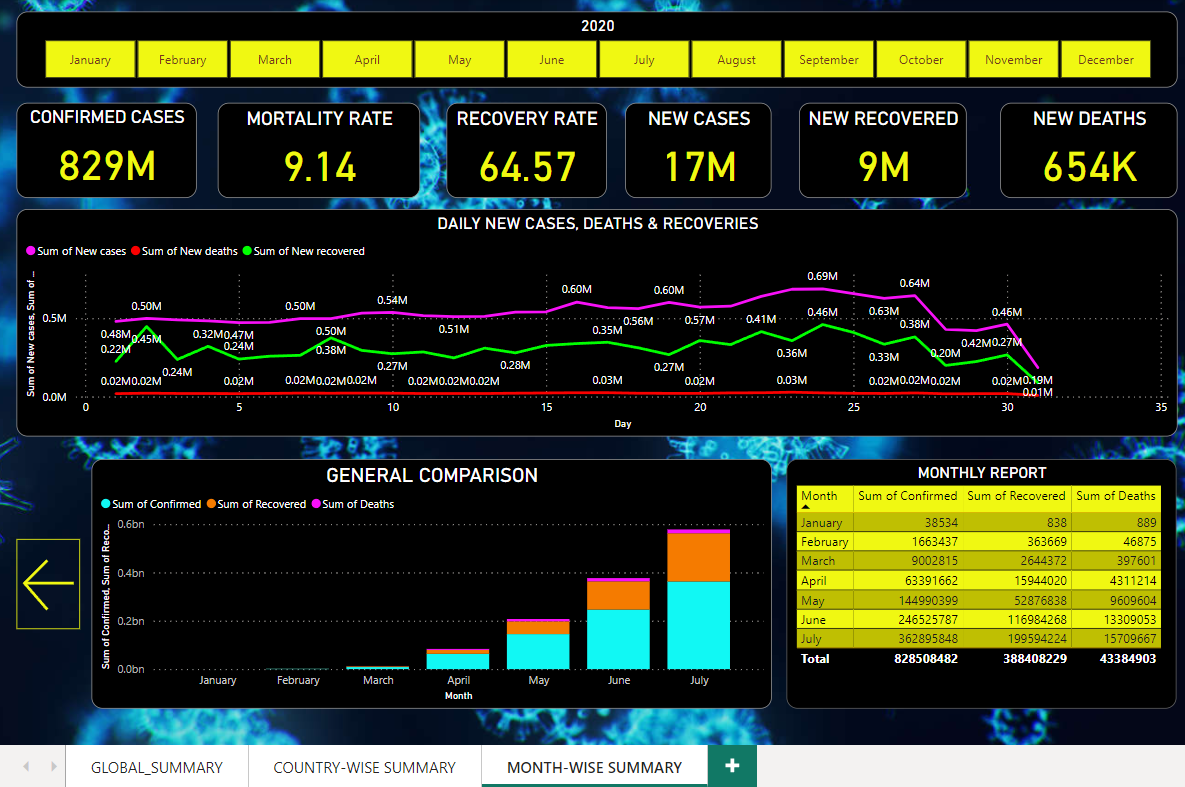 2020
January February March April May June July August September October November December
CONFIRMED CASES MORTALITY RATE RECOVERY RATE NEW CASES NEW RECOVERED NEW DEATHS
829M 9.14 64.57 17M 9M 654K
DAILY NEW CASES, DEATHS & RECOVERIES
Sum of New cases Sum of New deaths Sum of New recovered
Sum of New cases, Sum of ...
0.5M
0.0M
0.48M 0.50M 0.47M 0.50M 0.54M 0.51M 0.60M 0.56M 0.60M 0.57M 0.69M 0.63M 0.64M 0.42M 0.46M 0.19M
0.22M 0.45M 0.24M 0.32M 0.24M 0.50M 0.38M 0.27M 0.28M 0.35M 0.27M 0.41M 0.36M 0.46M 0.33M 0.38M 0.20M 0.27M
0.02M 0.02M 0.02M 0.02M 0.02M 0.02M 0.02M 0.02M 0.02M 0.03M 0.02M 0.03M 0.02M 0.02M 0.02M 0.02M 0.01M
0 5 10 15 20 25 30 35
Day
GENERAL COMPARISON
Sum of Confirmed Sum of Recovered Sum of Deaths
Sum of Confirmed, Sum of Reco...
0.6bn
0.4bn
0.2bn
0.0bn
January February March April May June July
Month
MONTHLY REPORT
Month Sum of Confirmed Sum of Recovered Sum of Deaths
January 38534 838 889
February 1663437 363669 46875
March 9002815 2644372 397601
April 63391662 15944020 4311214
May 144990399 52876838 9609604
June 246525787 116984268 13309053
July 362895848 199594224 15709667
Total 828508482 388408229 43384903
GLOBAL_SUMMARY COUNTRY-WISE SUMMARY MONTH-WISE SUMMARY +